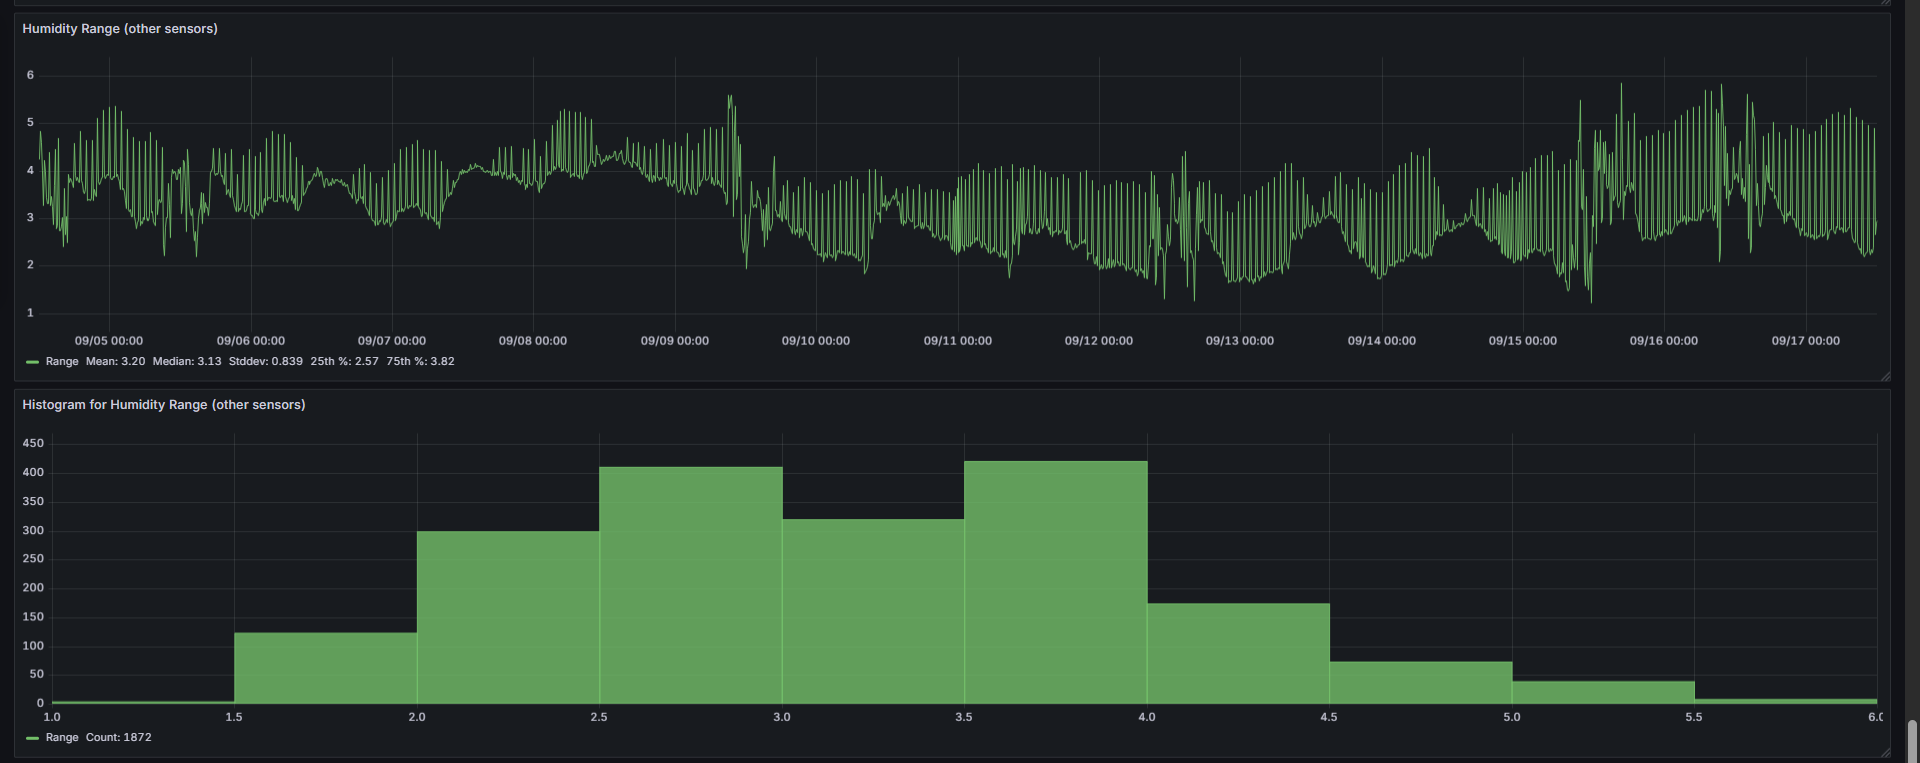 Humidity Range (other sensors)
6
5
4
3
2
1
09/05 00:00 09/06 00:00 09/07 00:00 09/08 00:00 09/09 00:00 09/10 00:00 09/11 00:00 09/12 00:00 09/13 00:00 09/14 00:00 09/15 00:00 09/16 00:00 09/17 00:00
Range Mean: 3.20 Median: 3.13 Stddev: 0.839 25th %: 2.57 75th %: 3.82
Histogram for Humidity Range (other sensors)
450
400
350
300
250
200
150
100
50
0
1.0 1.5 2.0 2.5 3.0 3.5 4.0 4.5 5.0 5.5 6.0
Range Count: 1872